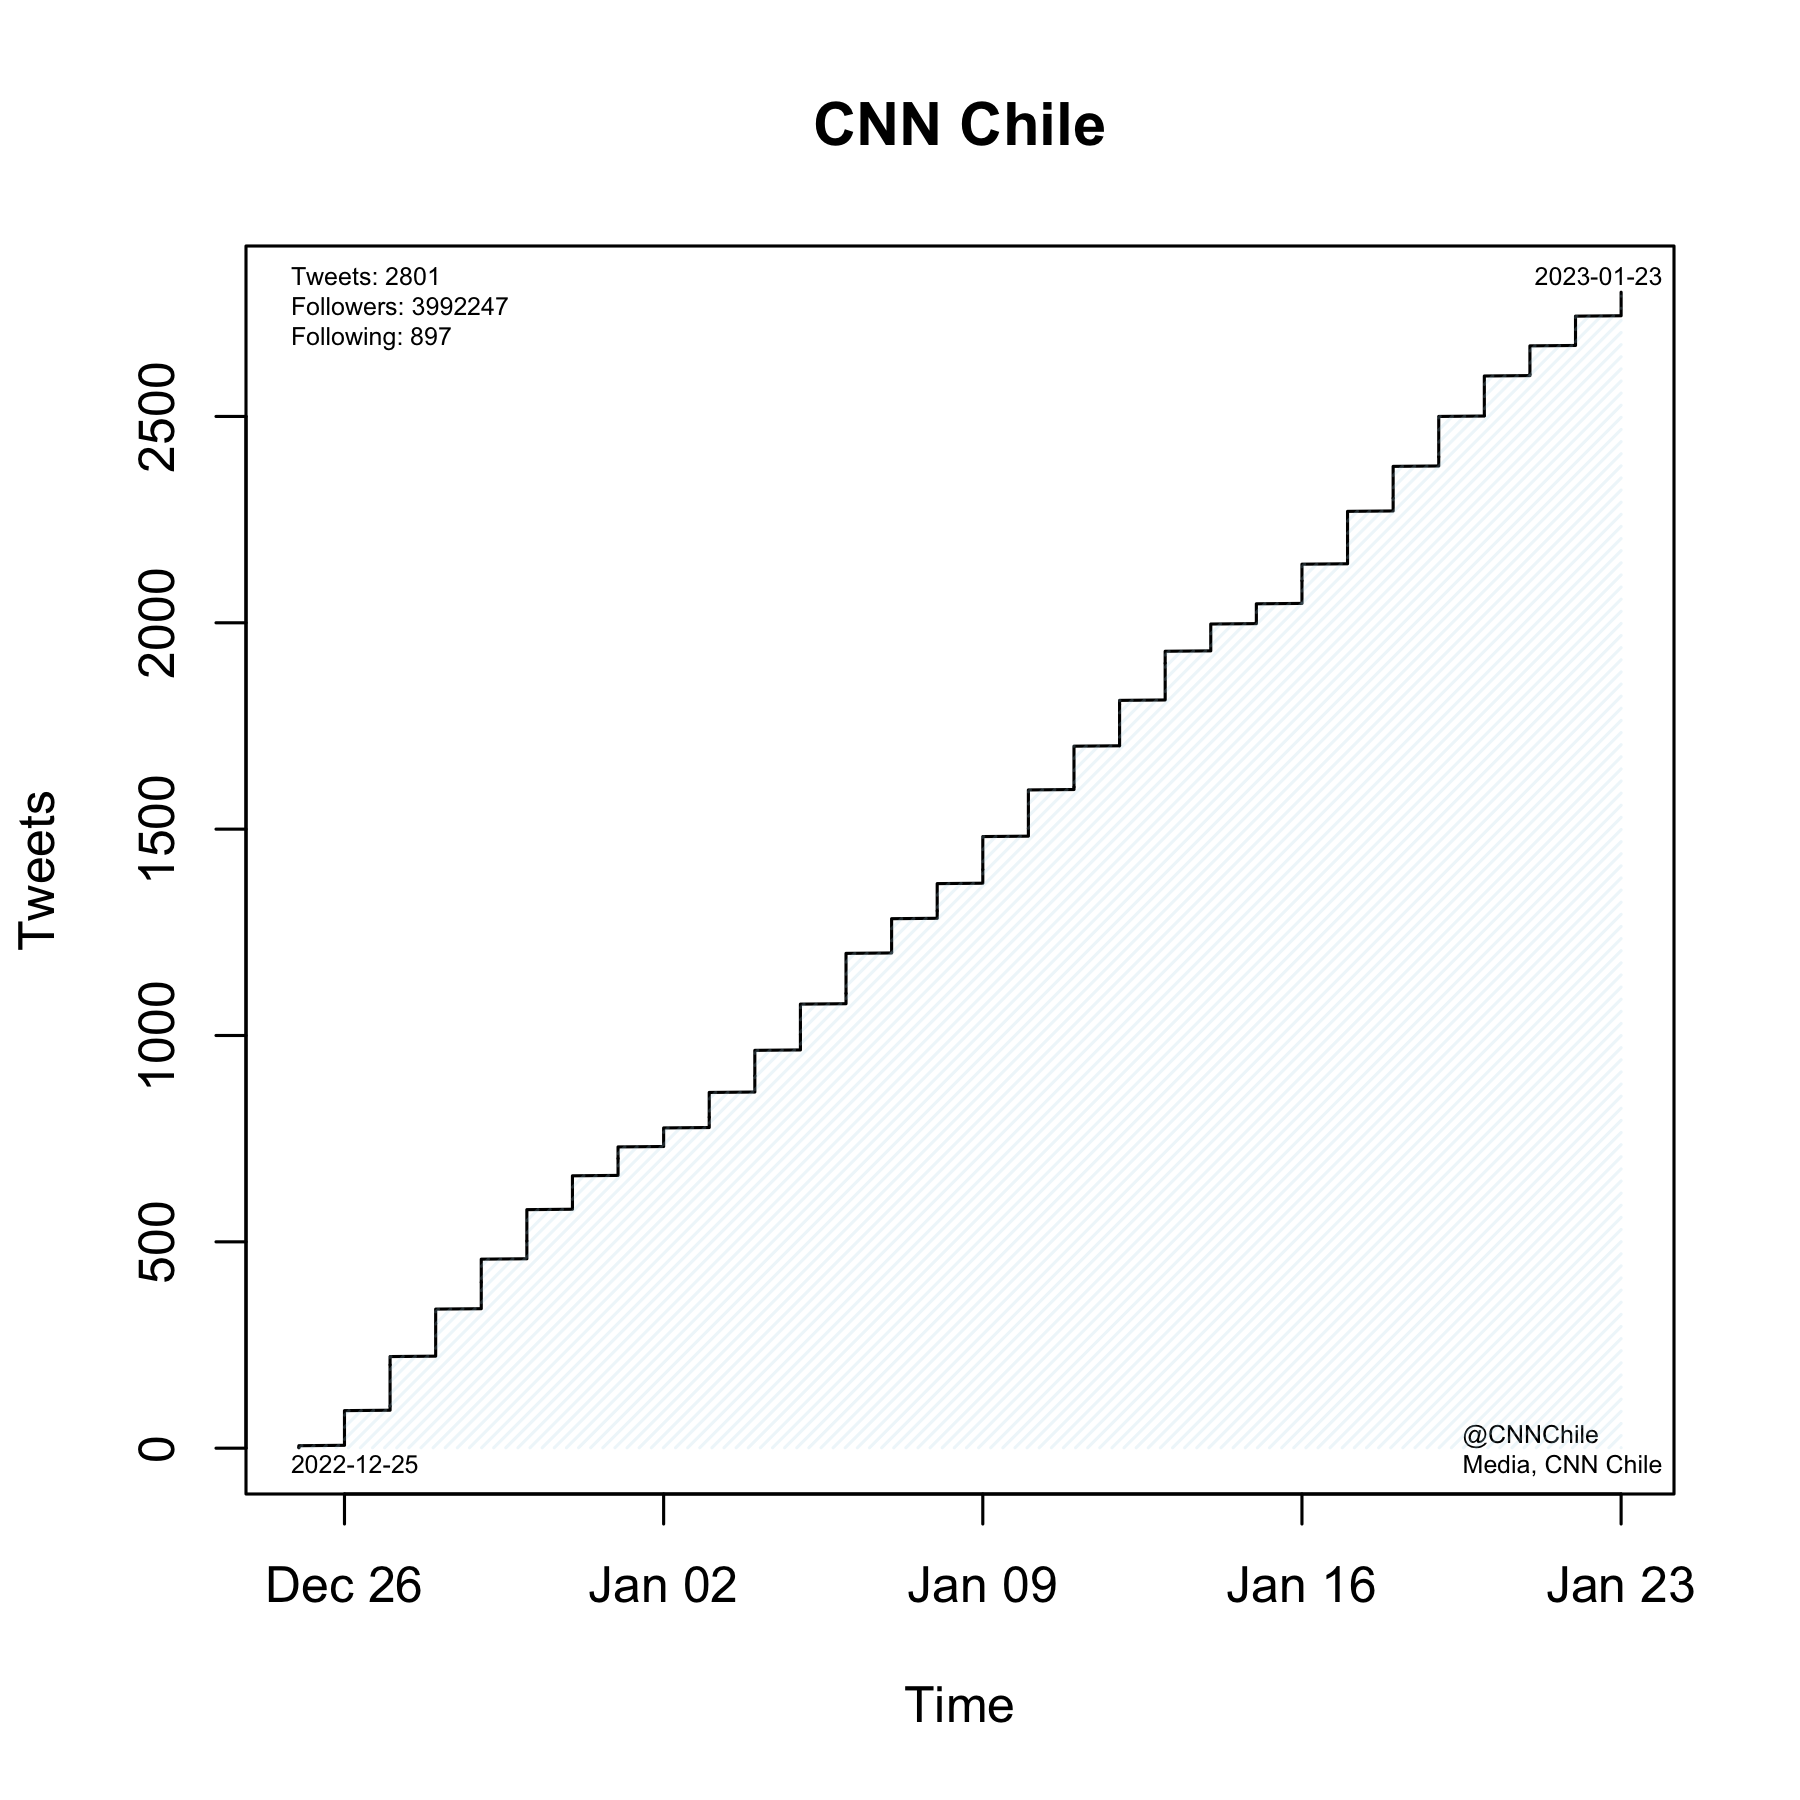 CNN Chile
Tweets: 2801
Followers: 3992247
Following: 897
2023-01-23
2500
2000
1500
1000
500
0
Tweets
@CNNChile
Media, CNN Chile
2022-12-25
Dec 26
Jan 02
Jan 09
Jan 16
Jan 23
Time